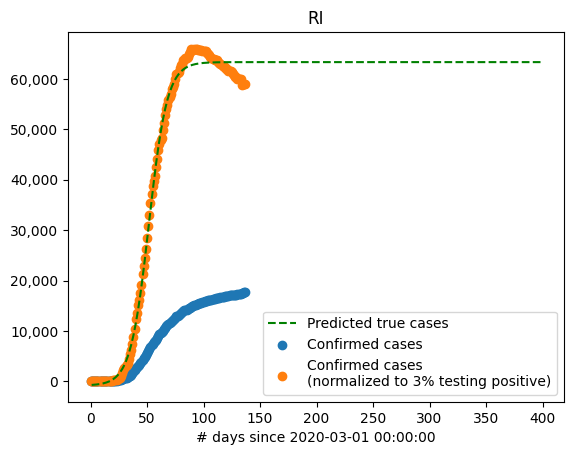 RI
60,000
50,000
40,000
30,000
20,000
10,000
0
Predicted true cases
Confirmed cases
Confirmed cases
(normalized to 3% testing positive)
0 50 100 150 200 250 300 350 400
# days since 2020-03-01 00:00:00